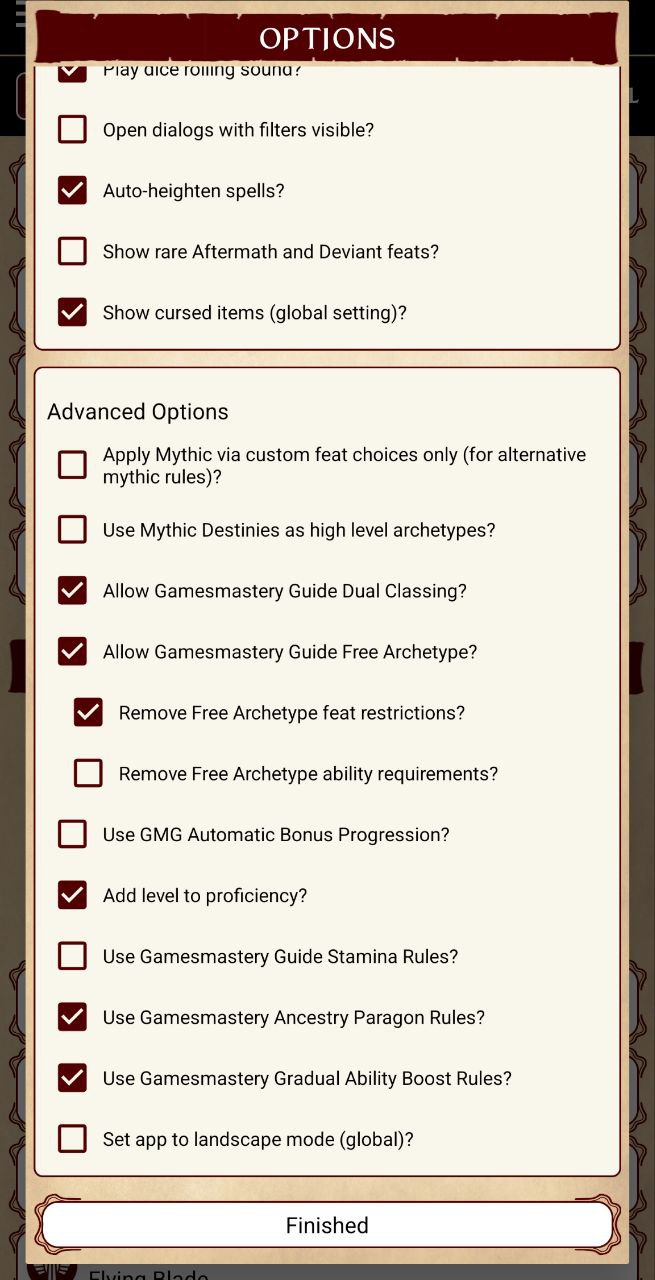 OPTIONS
Play dice rolling sound?
Open dialogs with filters visible?
Auto-heighten spells?
Show rare Aftermath and Deviant feats?
Show cursed items (global setting)?
Advanced Options
Apply Mythic via custom feat choices only (for alternative
mythic rules)?
Use Mythic Destinies as high level archetypes?
Allow Gamesmastery Guide Dual Classing?
Allow Gamesmastery Guide Free Archetype?
Remove Free Archetype feat restrictions?
Remove Free Archetype ability requirements?
Use GMG Automatic Bonus Progression?
Add level to proficiency?
Use Gamesmastery Guide Stamina Rules?
Use Gamesmastery Ancestry Paragon Rules?
Use Gamesmastery Gradual Ability Boost Rules?
Set app to landscape mode (global)?
Finished
Flying Blade